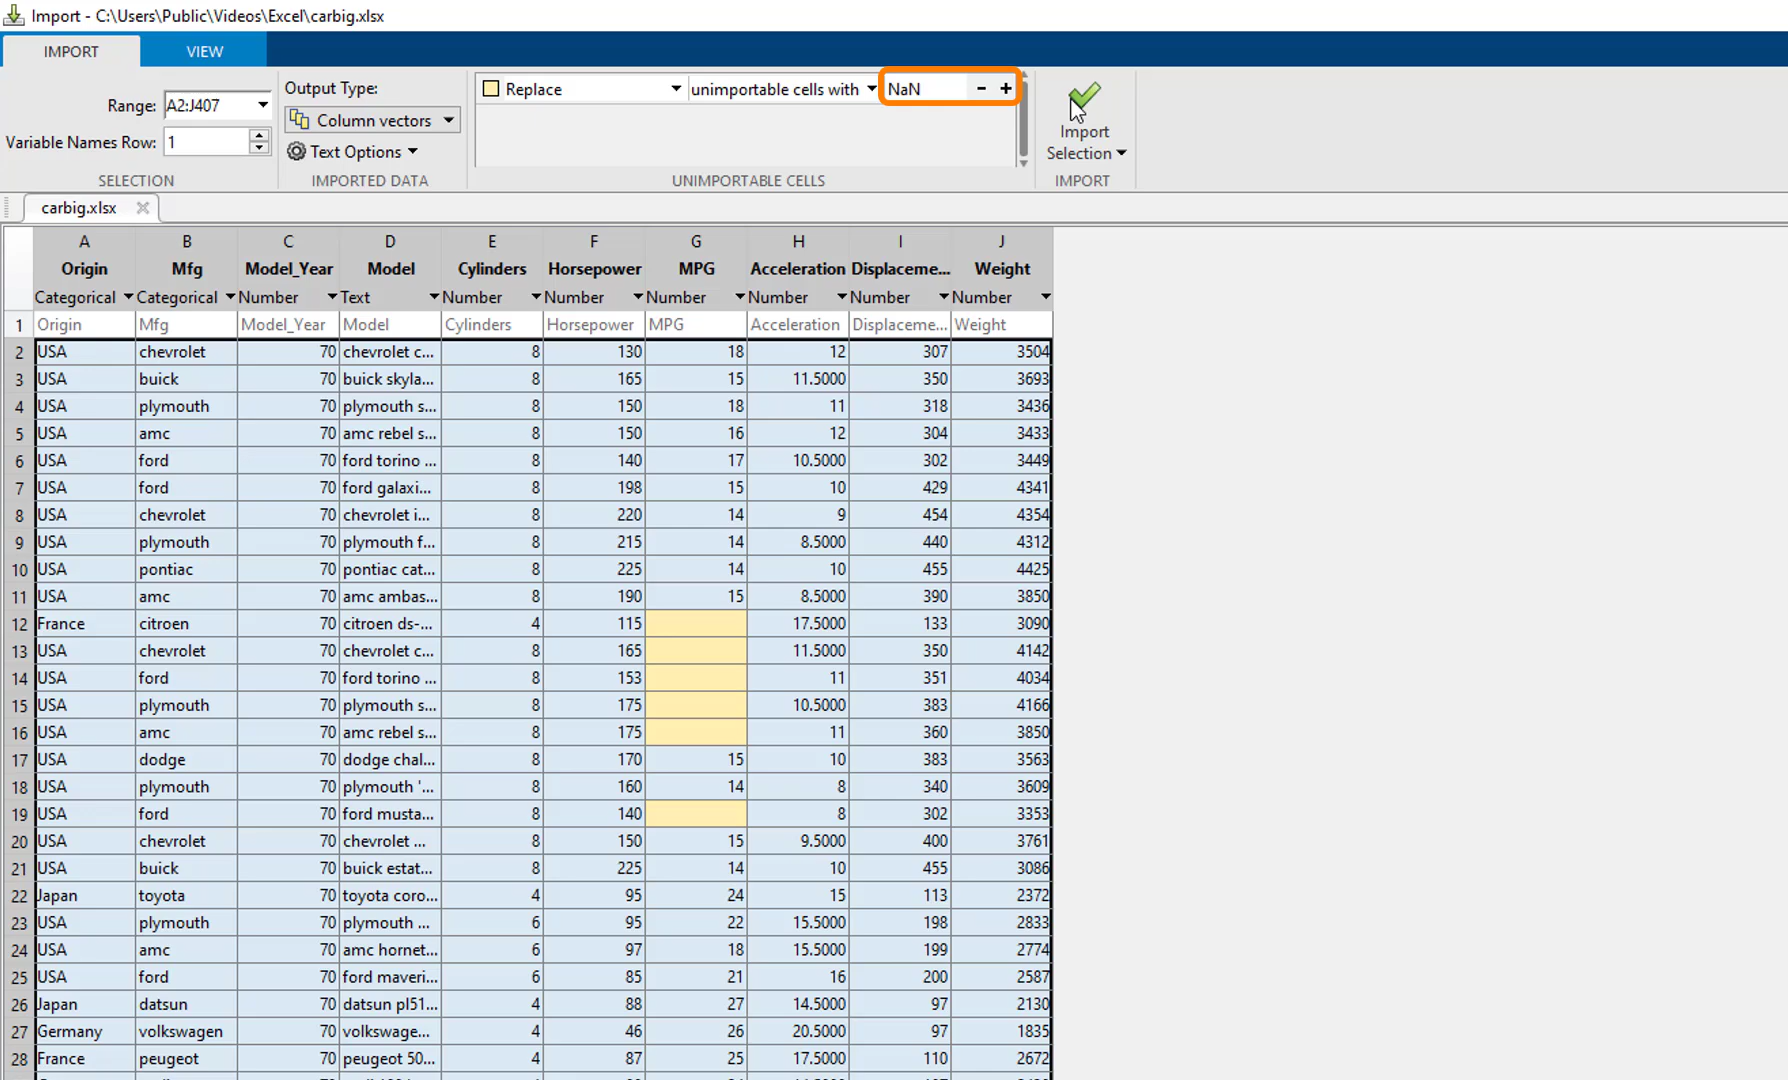 Import - C:\Users\Public\Videos\Excel\carbig.xlsx
IMPORT VIEW
Range: A2:J407
Variable Names Row: 1
SELECTION
Output Type:
Column vectors
Text Options
IMPORTED DATA
Replace unimportable cells with NaN - +
UNIMPORTABLE CELLS
Import
Selection
IMPORT
carbig.xlsx
A B C D E F G H I J
Origin Mfg Model_Year Model Cylinders Horsepower MPG Acceleration Displaceme... Weight
Categorical Categorical Number Text Number Number Number Number Number Number
1 Origin Mfg Model_Year Model Cylinders Horsepower MPG Acceleration Displaceme... Weight
2 USA chevrolet 70 chevrolet c... 8 130 18 12 307 3504
3 USA buick 70 buick skyla... 8 165 15 11.5000 350 3693
4 USA plymouth 70 plymouth s... 8 150 18 11 318 3436
5 USA amc 70 amc rebel s... 8 150 16 12 304 3433
6 USA ford 70 ford torino ... 8 140 17 10.5000 302 3449
7 USA ford 70 ford galaxi... 8 198 15 10 429 4341
8 USA chevrolet 70 chevrolet i... 8 220 14 9 454 4354
9 USA plymouth 70 plymouth f... 8 215 14 8.5000 440 4312
10 USA pontiac 70 pontiac cat... 8 225 14 10 455 4425
11 USA amc 70 amc ambas... 8 190 15 8.5000 390 3850
12 France citroen 70 citroen ds-... 4 115 17.5000 133 3090
13 USA chevrolet 70 chevrolet c... 8 165 11.5000 350 4142
14 USA ford 70 ford torino ... 8 153 11 351 4034
15 USA plymouth 70 plymouth s... 8 175 10.5000 383 4166
16 USA amc 70 amc rebel s... 8 175 11 360 3850
17 USA dodge 70 dodge chal... 8 170 15 10 383 3563
18 USA plymouth 70 plymouth '... 8 160 14 8 340 3609
19 USA ford 70 ford musta... 8 140 8 302 3353
20 USA chevrolet 70 chevrolet ... 8 150 15 9.5000 400 3761
21 USA buick 70 buick estat... 8 225 14 10 455 3086
22 Japan toyota 70 toyota coro... 4 95 24 15 113 2372
23 USA plymouth 70 plymouth ... 6 95 22 15.5000 198 2833
24 USA amc 70 amc hornet... 6 97 18 15.5000 199 2774
25 USA ford 70 ford maveri... 6 85 21 16 200 2587
26 Japan datsun 70 datsun pl51... 4 88 27 14.5000 97 2130
27 Germany volkswagen 70 volkswage... 4 46 26 20.5000 97 1835
28 France peugeot 70 peugeot 50... 4 87 25 17.5000 110 2672